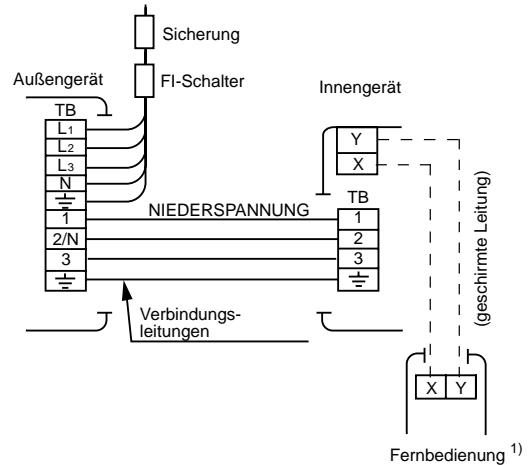 Sicherung
Außengerät
FI-Schalter
Innengerät
TB
L1
L2
L3
N
1
2/N
3
NIEDERSPANNUNG
Y
X
TB
1
2
3
(geschirmte Leitung)
Verbindungs-
leitungen
X Y
Fernbedienung 1)